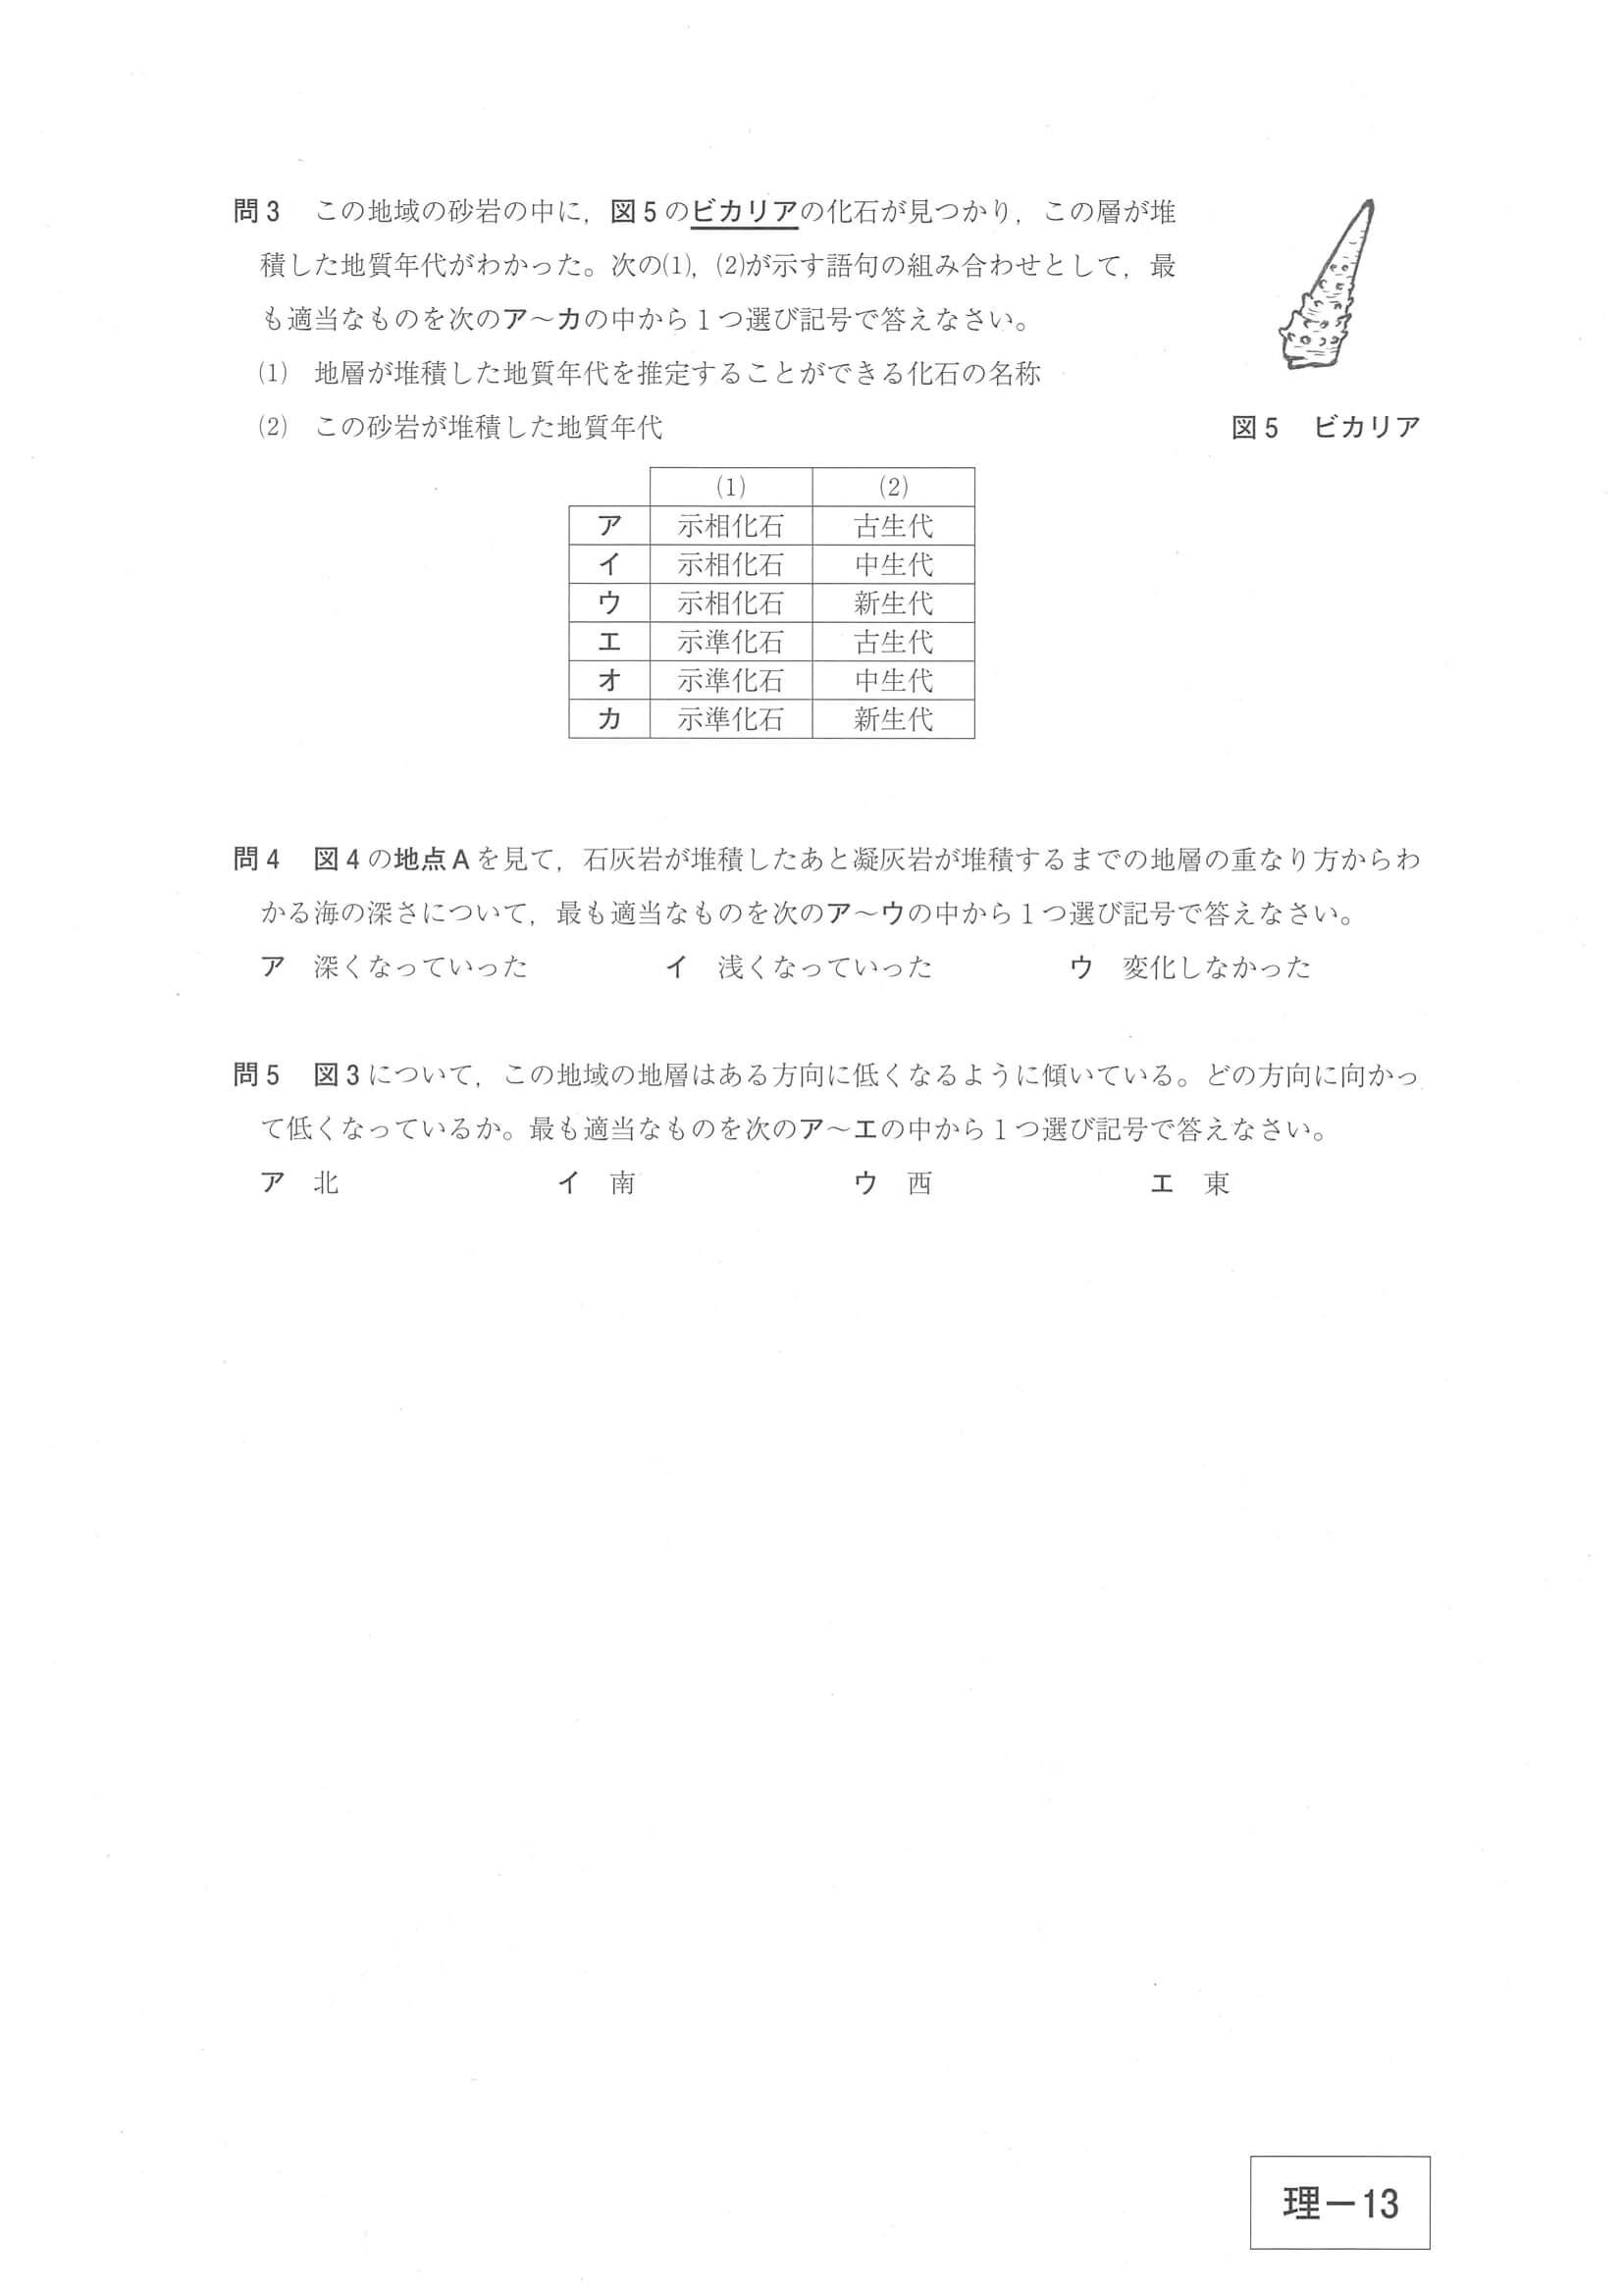 問3　この地域の砂岩の中に，図5のビカリアの化石が見つかり，この層が堆
積した地質年代がわかった。次の(1)，(2)が示す語句の組み合わせとして，最
も適当なものを次のア～カの中から1つ選び記号で答えなさい。
(1)　地層が堆積した地質年代を推定することができる化石の名称
(2)　この砂岩が堆積した地質年代
図5　ビカリア
(1)　(2)
ア　示相化石　古生代
イ　示相化石　中生代
ウ　示相化石　新生代
エ　示準化石　古生代
オ　示準化石　中生代
カ　示準化石　新生代
問4　図4の地点Aを見て，石灰岩が堆積したあと凝灰岩が堆積するまでの地層の重なり方からわ
かる海の深さについて，最も適当なものを次のア～ウの中から1つ選び記号で答えなさい。
ア　深くなっていった　イ　浅くなっていった　ウ　変化しなかった
問5　図3について，この地域の地層はある方向に低くなるように傾いている。どの方向に向かっ
て低くなっているか。最も適当なものを次のア～エの中から1つ選び記号で答えなさい。
ア　北　イ　南　ウ　西　エ　東
理－13